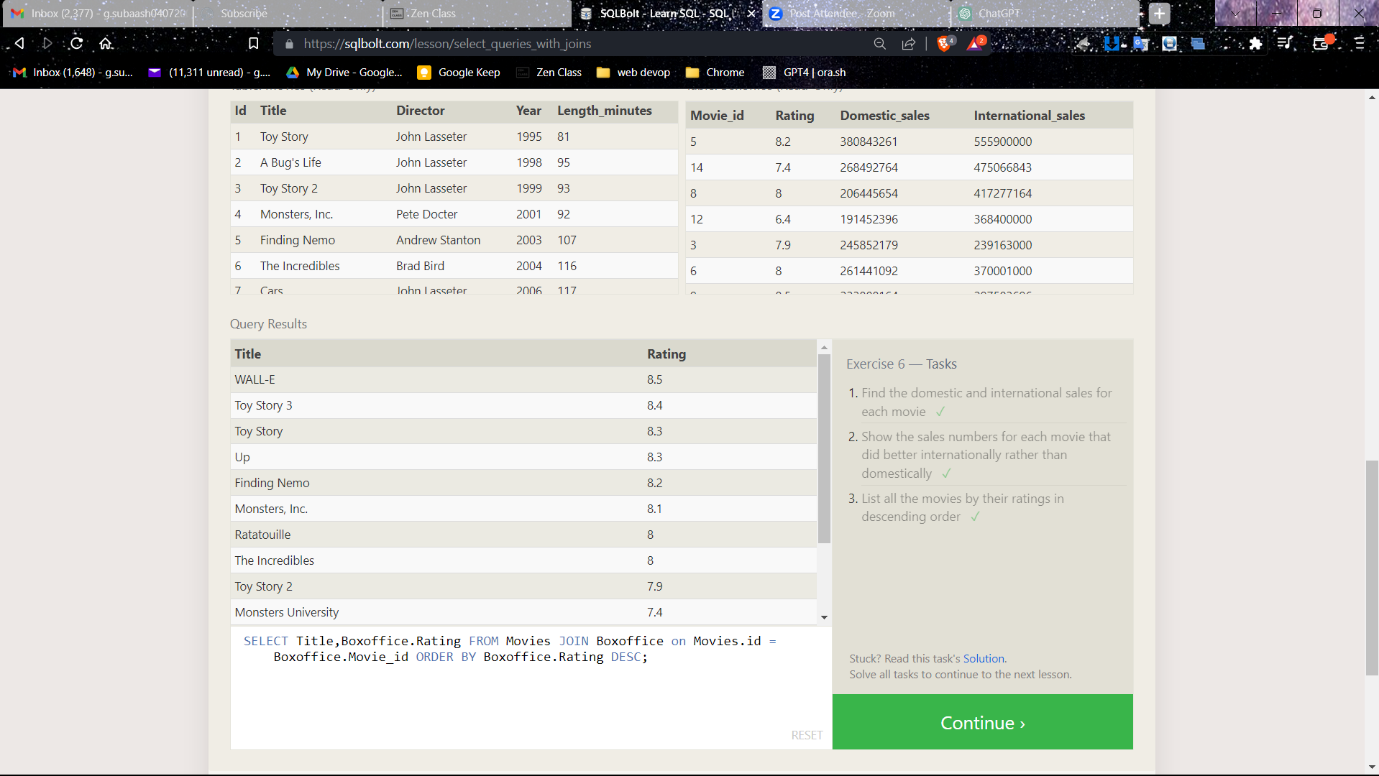 Inbox (2,377) - g.subaash040720
Subscribe
Zen Class
SQLBolt - Learn SQL - SQL
Post Attendee - Zoom
ChatGPT
https://sqlbolt.com/lesson/select_queries_with_joins
Inbox (1,648) - g.su...
(11,311 unread) - g....
My Drive - Google...
Google Keep
Zen Class
web devop
Chrome
GPT4 | ora.sh
Id Title Director Year Length_minutes
1 Toy Story John Lasseter 1995 81
2 A Bug's Life John Lasseter 1998 95
3 Toy Story 2 John Lasseter 1999 93
4 Monsters, Inc. Pete Docter 2001 92
5 Finding Nemo Andrew Stanton 2003 107
6 The Incredibles Brad Bird 2004 116
7 Cars John Lasseter 2006 117
Movie_id Rating Domestic_sales International_sales
5 8.2 380843261 555900000
14 7.4 268492764 475066843
8 8 206445654 417277164
12 6.4 191452396 368400000
3 7.9 245852179 239163000
6 8 261441092 370001000
Query Results
Title Rating
WALL-E 8.5
Toy Story 3 8.4
Toy Story 8.3
Up 8.3
Finding Nemo 8.2
Monsters, Inc. 8.1
Ratatouille 8
The Incredibles 8
Toy Story 2 7.9
Monsters University 7.4
SELECT Title,Boxoffice.Rating FROM Movies JOIN Boxoffice on Movies.id =
Boxoffice.Movie_id ORDER BY Boxoffice.Rating DESC;
RESET
Exercise 6 — Tasks
1. Find the domestic and international sales for
each movie ✓
2. Show the sales numbers for each movie that
did better internationally rather than
domestically ✓
3. List all the movies by their ratings in
descending order ✓
Stuck? Read this task's Solution.
Solve all tasks to continue to the next lesson.
Continue ›